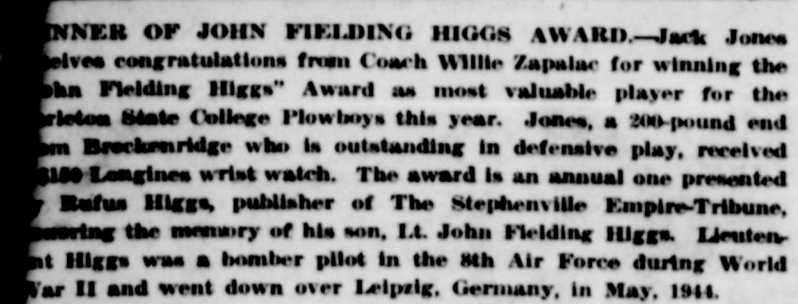 NNER OF JOHN FIELDING HIGGS AWARD.—Jack Jones
eives congratulations from Coach Willie Zapalac for winning the
ohn Fielding Higgs" Award as most valuable player for the
rleton State College Plowboys this year. Jones, a 200-pound end
om Breckenridge who is outstanding in defensive play, received
$150 Longines wrist watch. The award is an annual one presented
y Rufus Higgs, publisher of The Stephenville Empire-Tribune,
the memory of his son, Lt. John Fielding Higgs. Lieuten-
nt Higgs was a bomber pilot in the 8th Air Force during World
War II and went down over Leipzig, Germany, in May, 1944.